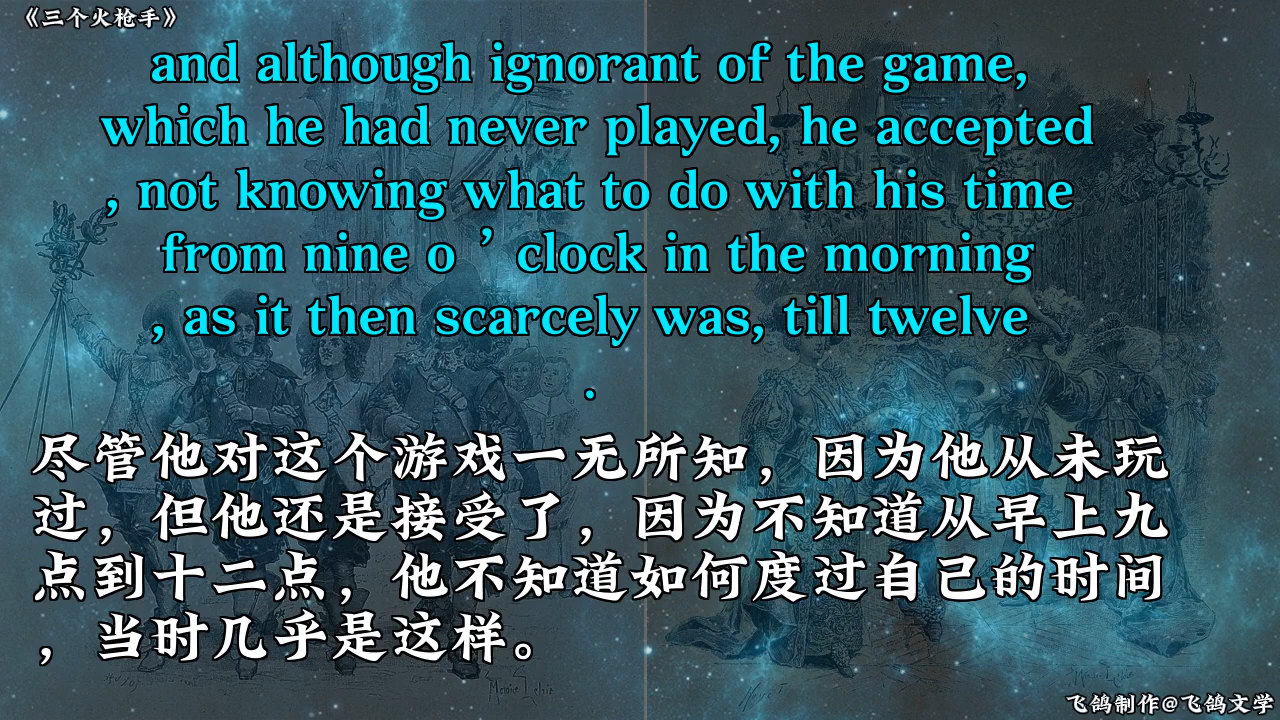 《三个火枪手》
and although ignorant of the game,
which he had never played, he accepted
, not knowing what to do with his time
from nine o ’ clock in the morning
, as it then scarcely was, till twelve
.
尽管他对这个游戏一无所知，因为他从未玩
过，但他还是接受了，因为不知道从早上九
点到十二点，他不知道如何度过自己的时间
，当时几乎是这样。
飞鸽制作@飞鸽文学